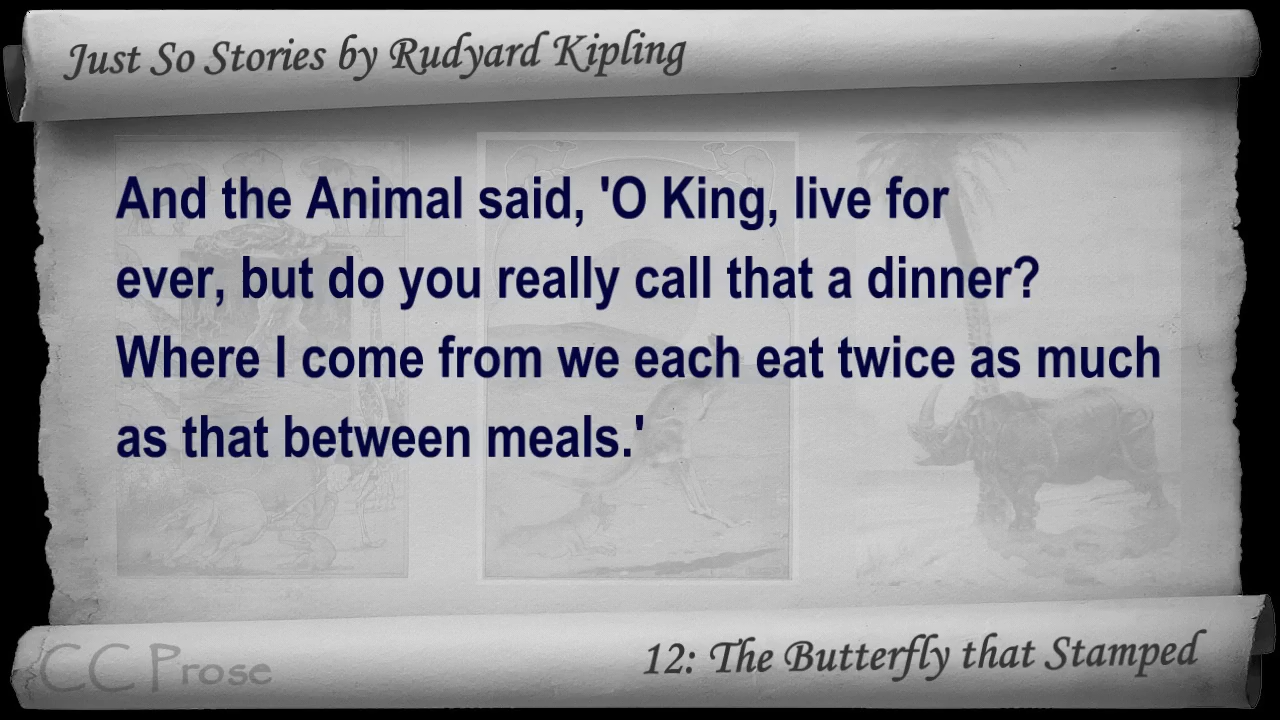 Just So Stories by Rudyard Kipling
And the Animal said, 'O King, live for
ever, but do you really call that a dinner?
Where I come from we each eat twice as much
as that between meals.'
CC Prose
12: The Butterfly that Stamped